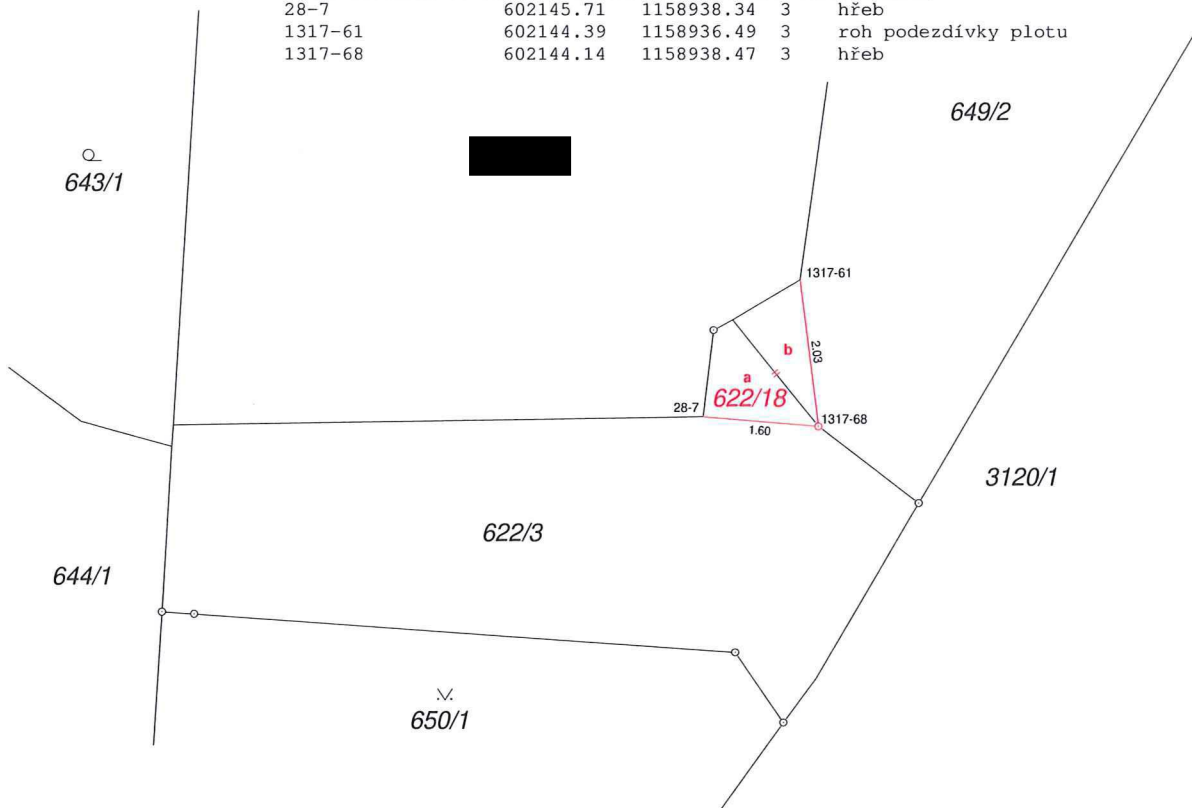 28-7 602145.71 1158938.34 3 hřeb
1317-61 602144.39 1158936.49 3 roh podezdívky plotu
1317-68 602144.14 1158938.47 3 hřeb
649/2
643/1
1317-61
2.03
b
a
622/18
28-7
1317-68
1.60
3120/1
622/3
644/1
650/1